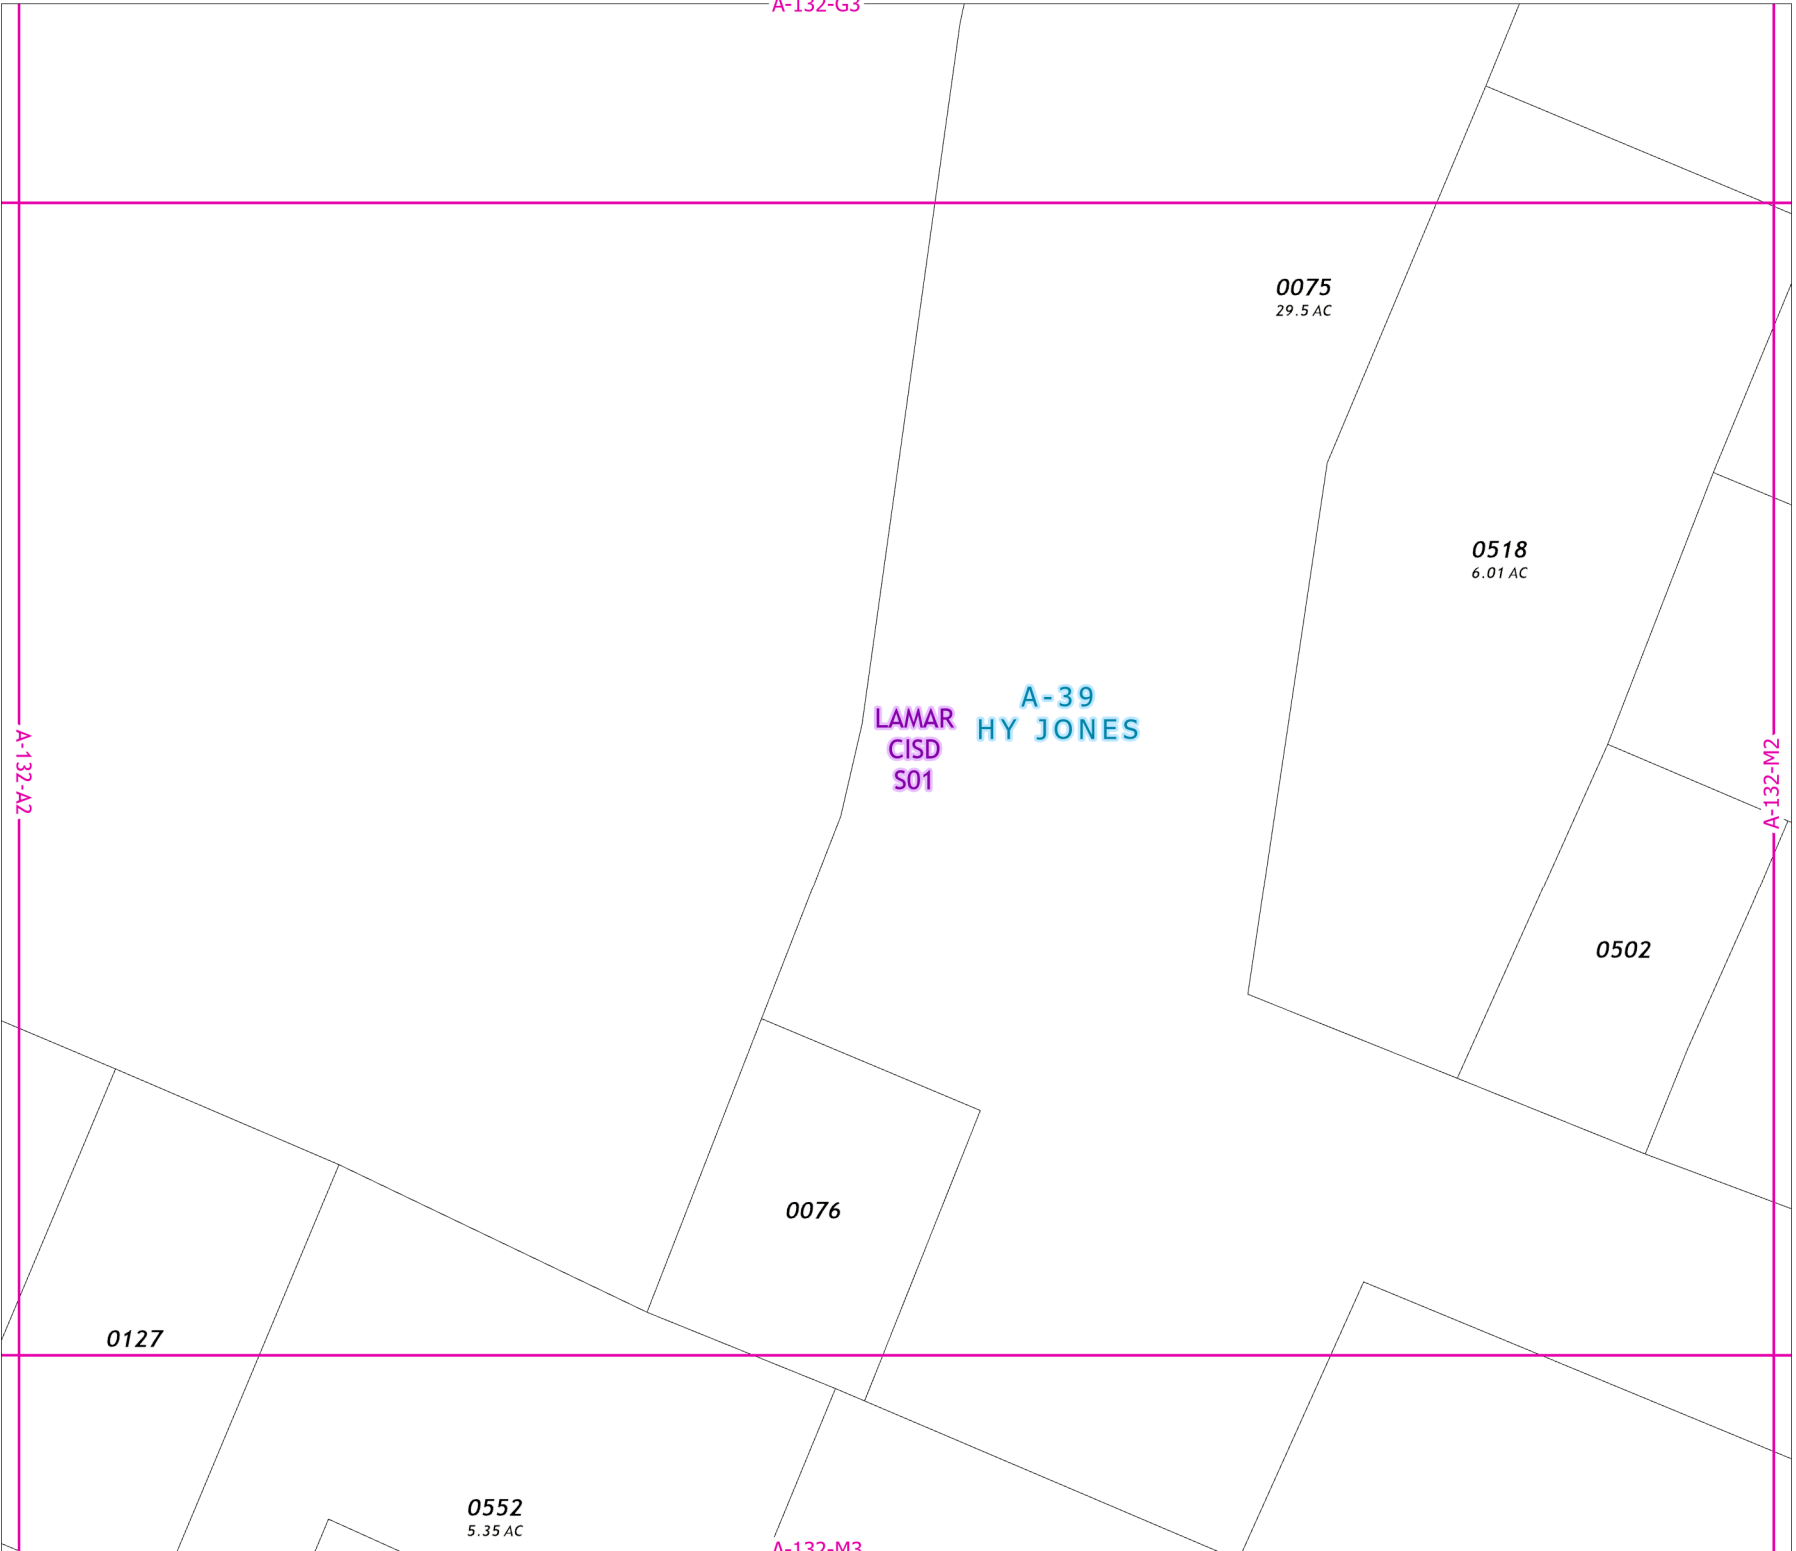 A-132-G3
0075
29.5 AC
0518
6.01 AC
A-39
HY JONES
LAMAR
CISD
S01
A-132-A2
A-132-M2
0502
0076
0127
0552
5.35 AC
A-132-M3